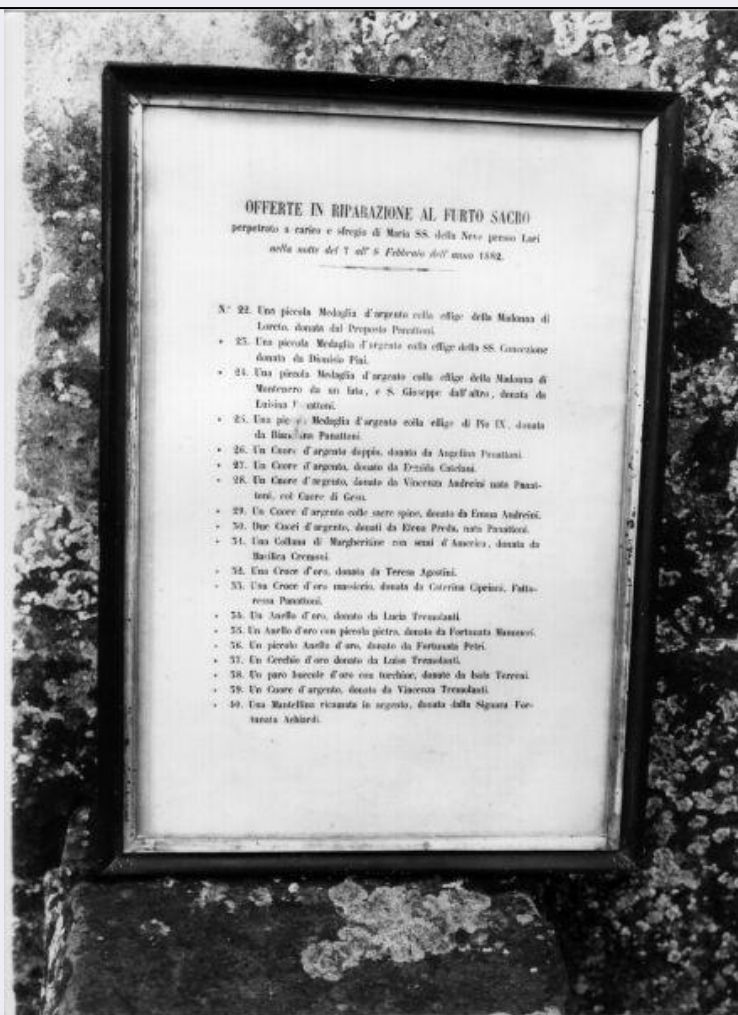 OFFERTE IN RIPARAZIONE AL FURTO SACRO
perpetrato a carico e sfregio di Maria SS. della Neve presso Lari
nella notte del 7 all' 8 Febbraio dell' anno 1882.
N.° 22. Una piccola Medaglia d'argento colla effige della Madonna di
Loreto, donata dal Proposto Panattoni.
» 23. Una piccola Medaglia d'argento colla effige della SS. Concezione
donata da Dionisio Pini.
» 24. Una piccola Medaglia d'argento colla effige della Madonna di
Montenero da un lato, e S. Giuseppe dall'altro, donata da
Luisina
» 25. Una Medaglia d'argento colla effige di Pio IX, donata
da Panattoni.
» 26. Un Cuore d'argento doppio, donato da Angelina Panattoni.
» 27. Un Cuore d'argento, donato da Ersilia
» 28. Un Cuore d'argento, donato da Vincenza Andreini nata Panat-
toni, col Cuore di Gesù.
» 29. Un Cuore d'argento colle sacre spine, donato da Emma Andreini.
» 30. Due Cuori d'argento, donati da Elena Preda, nata Panattoni.
» 31. Una Collana di Margheritine con semi d'America, donata da
Basilica Cremoni.
» 32. Una Croce d'oro, donata da Teresa Agostini.
» 33. Una Croce d'oro massiccio, donata da Caterina Cipriani, Fatto-
ressa Panattoni.
» 34. Un Anello d'oro, donato da Lucia Tremolanti.
» 35. Un Anello d'oro con piccola pietra, donato da Fortunata
» 36. Un piccolo Anello d'oro, donato da Fortunata Petri.
» 37. Un Cerchio d'oro donato da Luisa Tremolanti.
» 38. Un paro buccole d'oro con turchine, donate da Isola Terreni.
» 39. Un Cuore d'argento, donato da Vincenza Tremolanti.
» 40. Una Mantellina ricamata in argento, donata dalla Signora For-
tunata Achiardi.